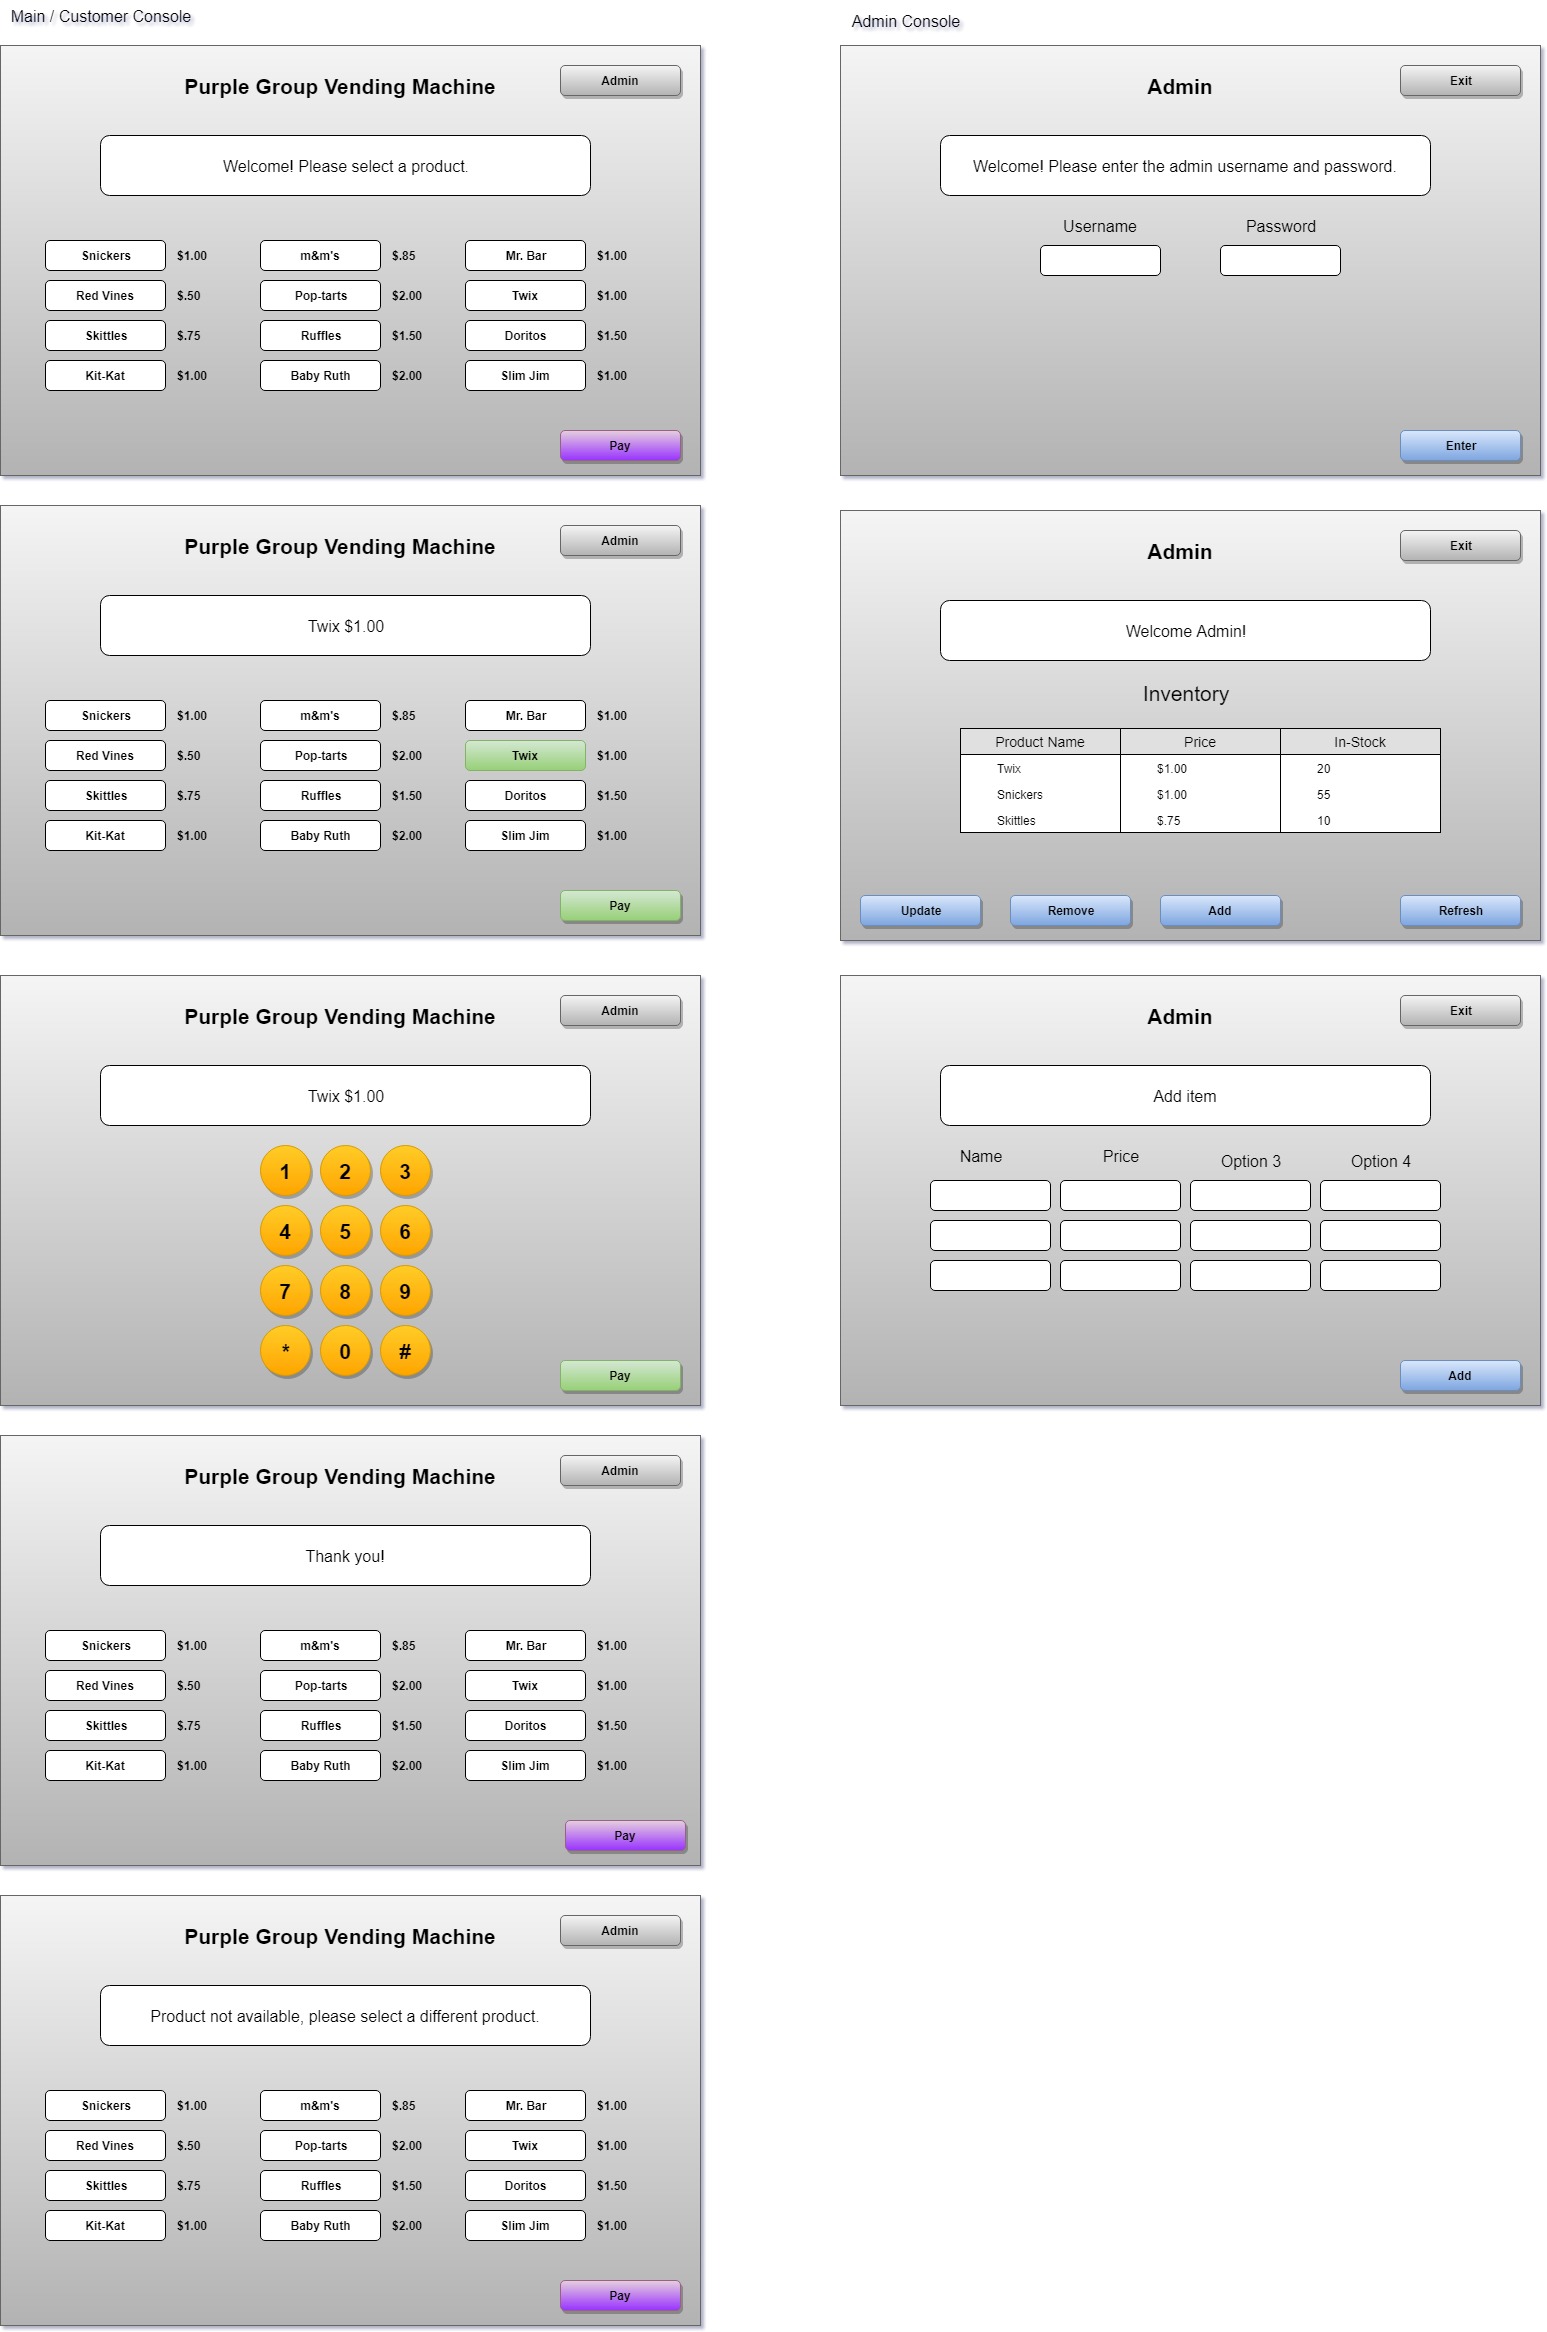 Main / Customer Console
Purple Group Vending Machine
Admin
Welcome! Please select a product.
Snickers $1.00 m&m's $.85 Mr. Bar $1.00
Red Vines $.50 Pop-tarts $2.00 Twix $1.00
Skittles $.75 Ruffles $1.50 Doritos $1.50
Kit-Kat $1.00 Baby Ruth $2.00 Slim Jim $1.00
Pay
Purple Group Vending Machine
Admin
Twix $1.00
Snickers $1.00 m&m's $.85 Mr. Bar $1.00
Red Vines $.50 Pop-tarts $2.00 Twix $1.00
Skittles $.75 Ruffles $1.50 Doritos $1.50
Kit-Kat $1.00 Baby Ruth $2.00 Slim Jim $1.00
Pay
Purple Group Vending Machine
Admin
Twix $1.00
1 2 3
4 5 6
7 8 9
* 0 #
Pay
Purple Group Vending Machine
Admin
Thank you!
Snickers $1.00 m&m's $.85 Mr. Bar $1.00
Red Vines $.50 Pop-tarts $2.00 Twix $1.00
Skittles $.75 Ruffles $1.50 Doritos $1.50
Kit-Kat $1.00 Baby Ruth $2.00 Slim Jim $1.00
Pay
Purple Group Vending Machine
Admin
Product not available, please select a different product.
Snickers $1.00 m&m's $.85 Mr. Bar $1.00
Red Vines $.50 Pop-tarts $2.00 Twix $1.00
Skittles $.75 Ruffles $1.50 Doritos $1.50
Kit-Kat $1.00 Baby Ruth $2.00 Slim Jim $1.00
Pay
Admin Console
Admin
Exit
Welcome! Please enter the admin username and password.
Username Password
Enter
Admin
Exit
Welcome Admin!
Inventory
Product Name Price In-Stock
Twix $1.00 20
Snickers $1.00 55
Skittles $.75 10
Update Remove Add Refresh
Admin
Exit
Add item
Name Price Option 3 Option 4
Add